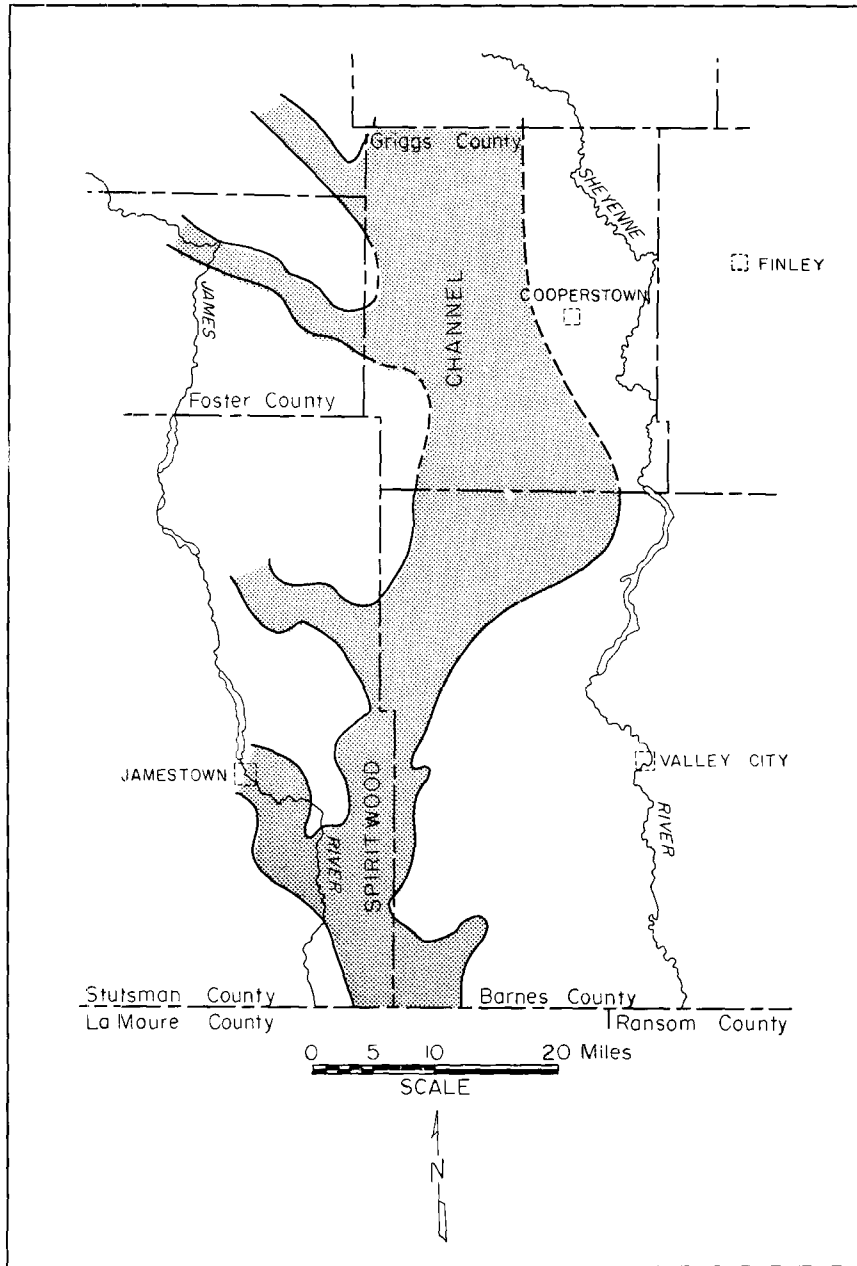 Griggs County
SHEYENNE
FINLEY
COOPERSTOWN
JAMES
CHANNEL
Foster County
JAMESTOWN
VALLEY CITY
SPIRITWOOD
RIVER
RIVER
Stutsman County
Barnes County
La Moure County
Ransom County
0 5 10 20 Miles
SCALE
N